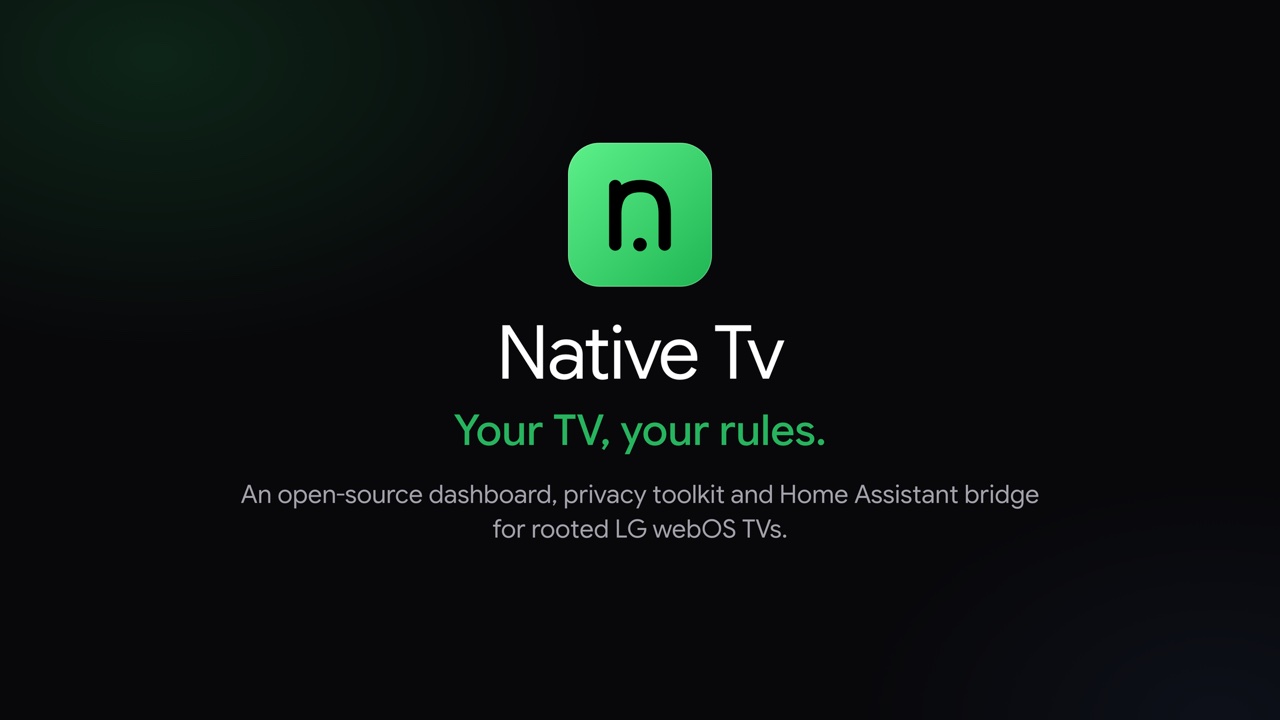 n
Native Tv
Your TV, your rules.
An open-source dashboard, privacy toolkit and Home Assistant bridge
for rooted LG webOS TVs.